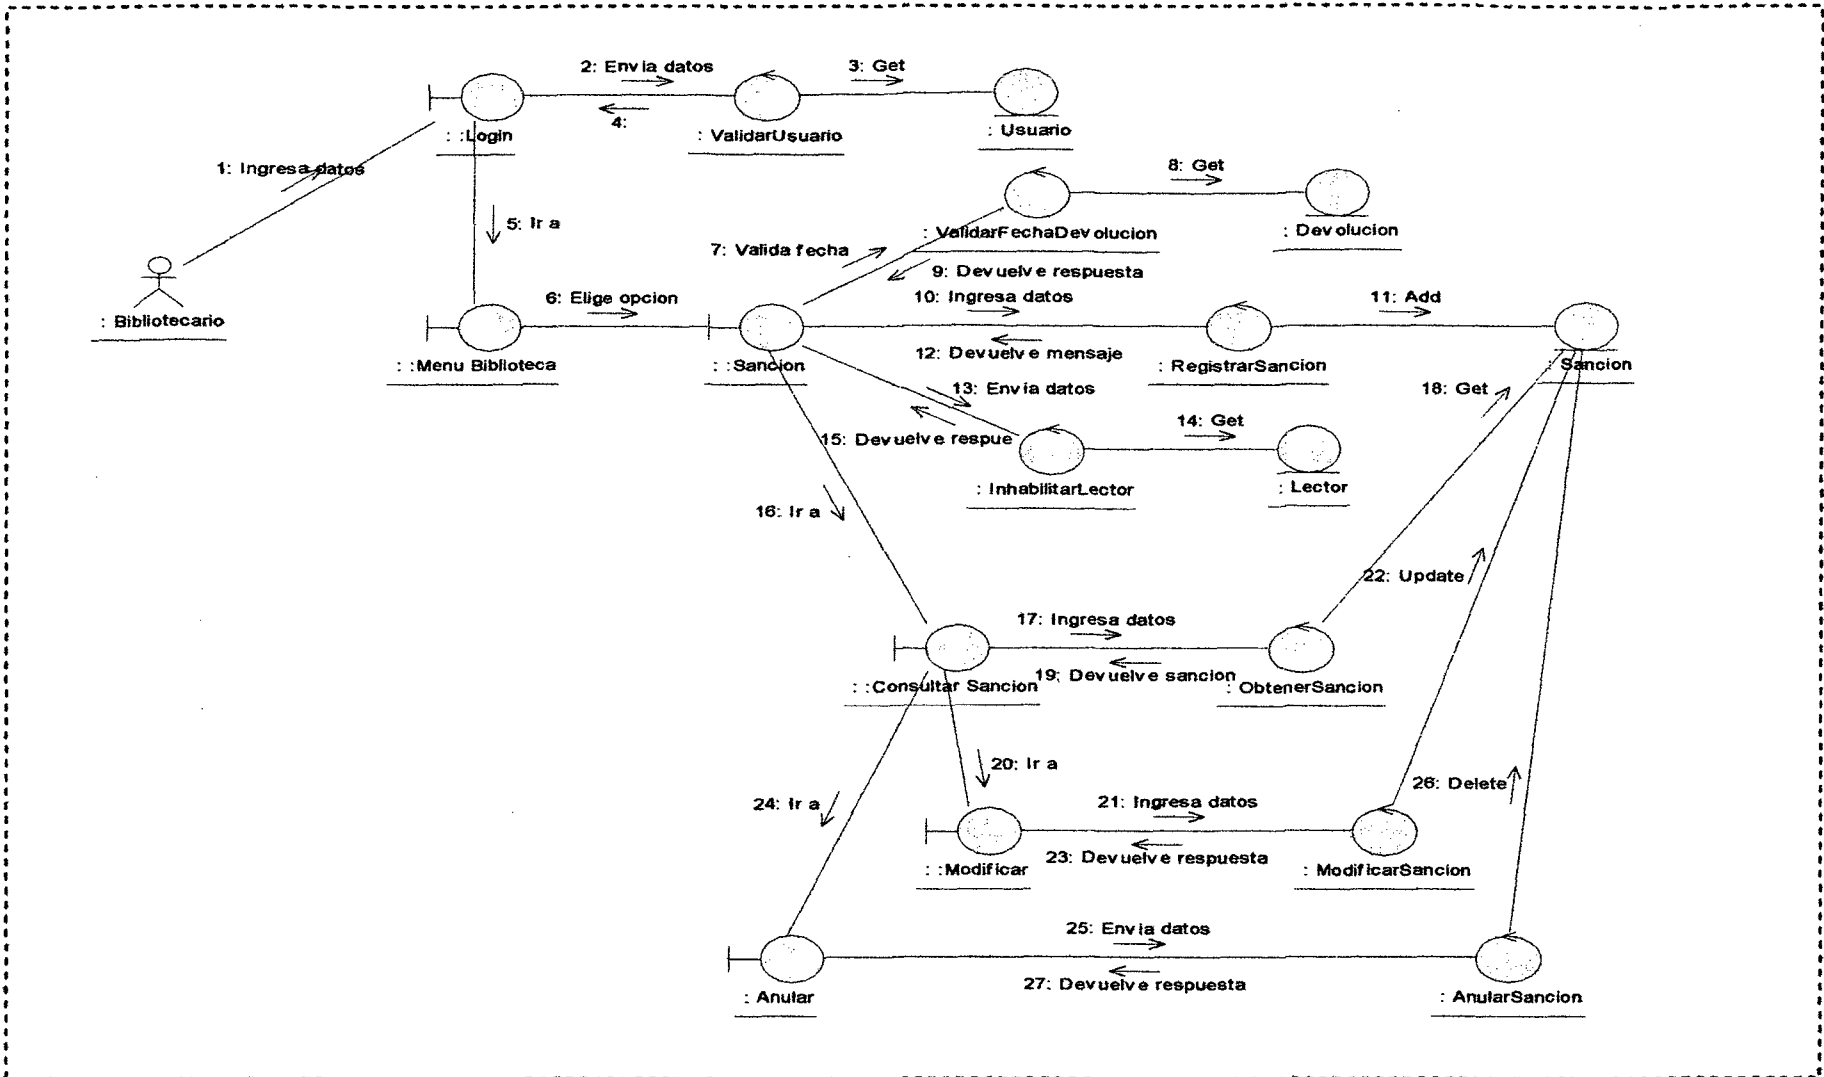 2: Envia datos
3: Get
4:
: :Login
: ValidarUsuario
: Usuario
1: Ingresa datos
8: Get
5: Ir a
7: Valida fecha
: ValidarFechaDevolucion
: Devolucion
9: Devuelve respuesta
6: Elige opcion
10: Ingresa datos
11: Add
: Bibliotecario
12: Devuelve mensaje
: :Menu Biblioteca
: :Sancion
: RegistrarSancion
: Sancion
13: Envia datos
18: Get
14: Get
15: Devuelve respue
: InhabilitarLector
: Lector
16: Ir a
22: Update
17: Ingresa datos
19: Devuelve sancion
: :Consultar Sancion
: ObtenerSancion
20: Ir a
26: Delete
24: Ir a
21: Ingresa datos
23: Devuelve respuesta
: :Modificar
: ModificarSancion
25: Envia datos
27: Devuelve respuesta
: Anular
: AnularSancion